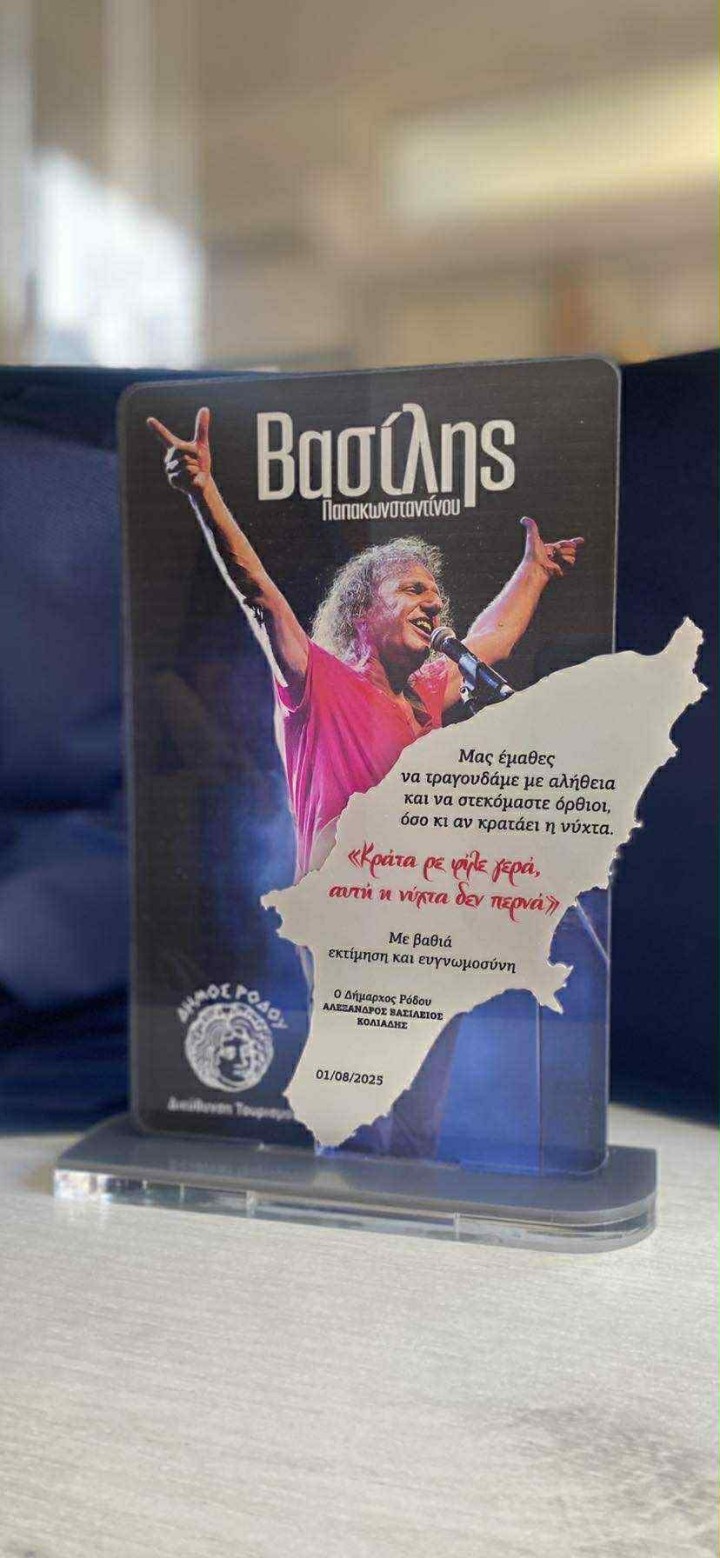 Βασίλης
Παπακωνσταντίνου
Μας έμαθες
να τραγουδάμε με αλήθεια
και να στεκόμαστε όρθιοι,
όσο κι αν κρατάει η νύχτα.
«Κράτα ρε φίλε γερά,
αυτή η νύχτα δεν περνά»
Με βαθιά
εκτίμηση και ευγνωμοσύνη
Ο Δήμαρχος Ρόδου
ΑΛΕΞΑΝΔΡΟΣ ΒΑΣΙΛΕΙΟΣ
ΚΟΛΙΑΔΗΣ
01/08/2025
ΔΗΜΟΣ ΡΟΔΟΥ
Διεύθυνση